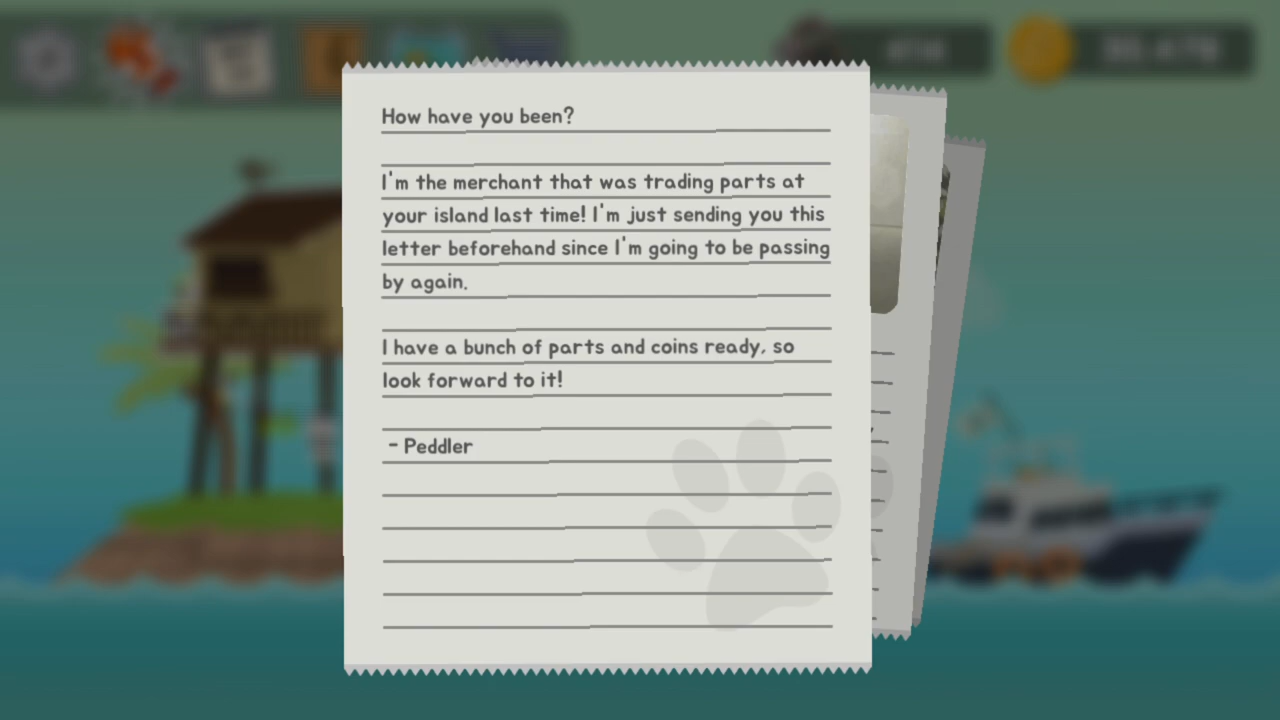 How have you been?
I'm the merchant that was trading parts at
your island last time! I'm just sending you this
letter beforehand since I'm going to be passing
by again.
I have a bunch of parts and coins ready, so
look forward to it!
- Peddler